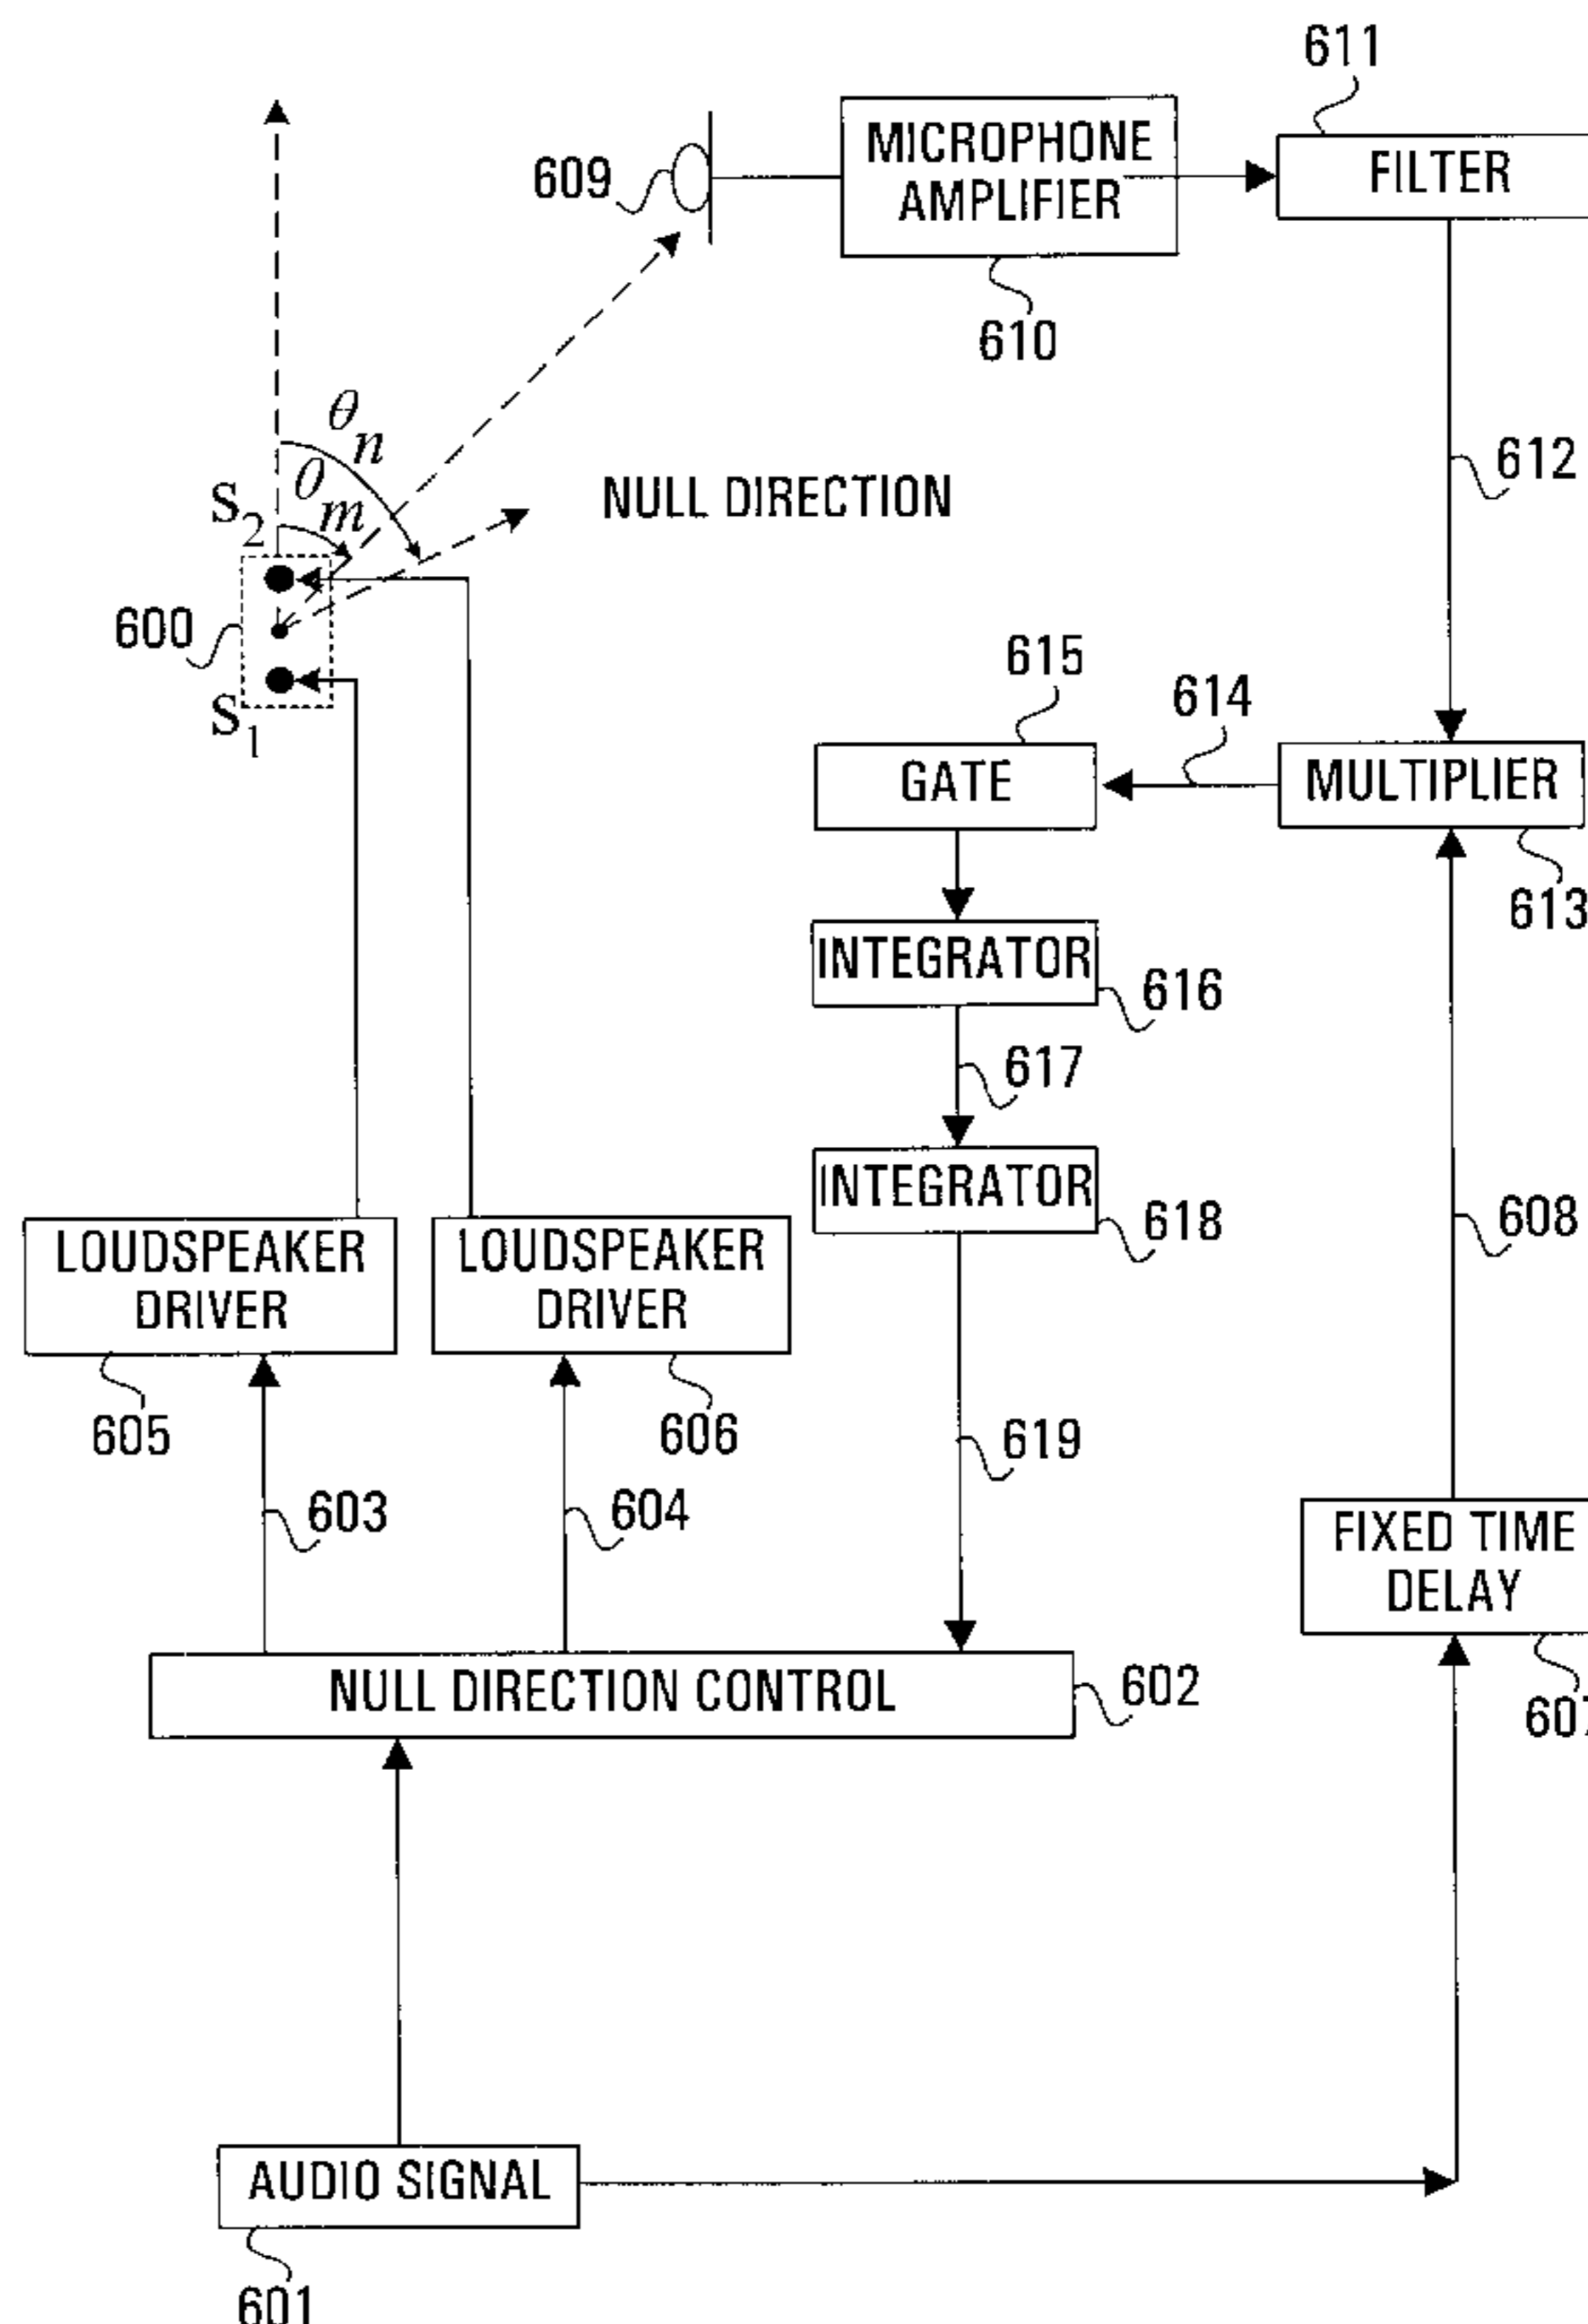 611
MICROPHONE
AMPLIFIER
FILTER
609
610
θn
θm
612
S2
NULL DIRECTION
600
S1
615
614
GATE
MULTIPLIER
613
INTEGRATOR
616
617
INTEGRATOR
618
608
LOUDSPEAKER
DRIVER
LOUDSPEAKER
DRIVER
605
606
619
603
604
FIXED TIME
DELAY
NULL DIRECTION CONTROL
602
607
AUDIO SIGNAL
601